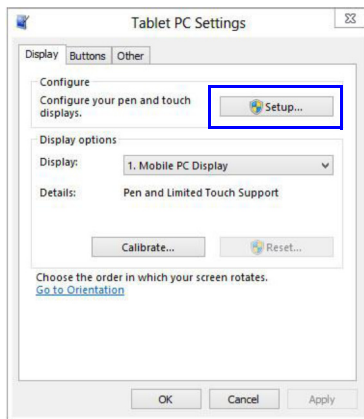 Tablet PC Settings
Display Buttons Other
Configure
Configure your pen and touch
displays.
Setup...
Display options
Display: 1. Mobile PC Display
Details: Pen and Limited Touch Support
Calibrate... Reset...
Choose the order in which your screen rotates.
Go to Orientation
OK Cancel Apply